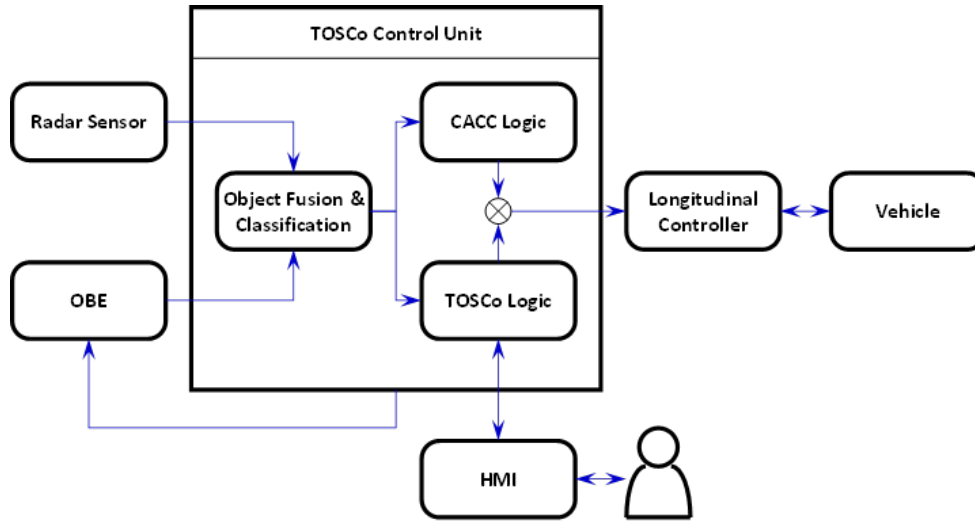 TOSCo Control Unit
Radar Sensor
CACC Logic
Object Fusion &
Classification
Longitudinal
Controller
Vehicle
OBE
TOSCo Logic
HMI